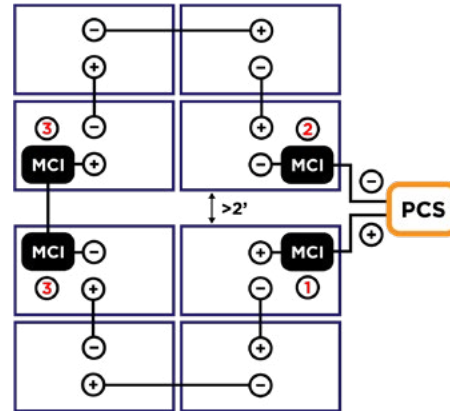 − +
+ −
③ − + ②
MCI + − MCI −
>2' PCS
MCI − + MCI +
③ + − ①
− +
+ −